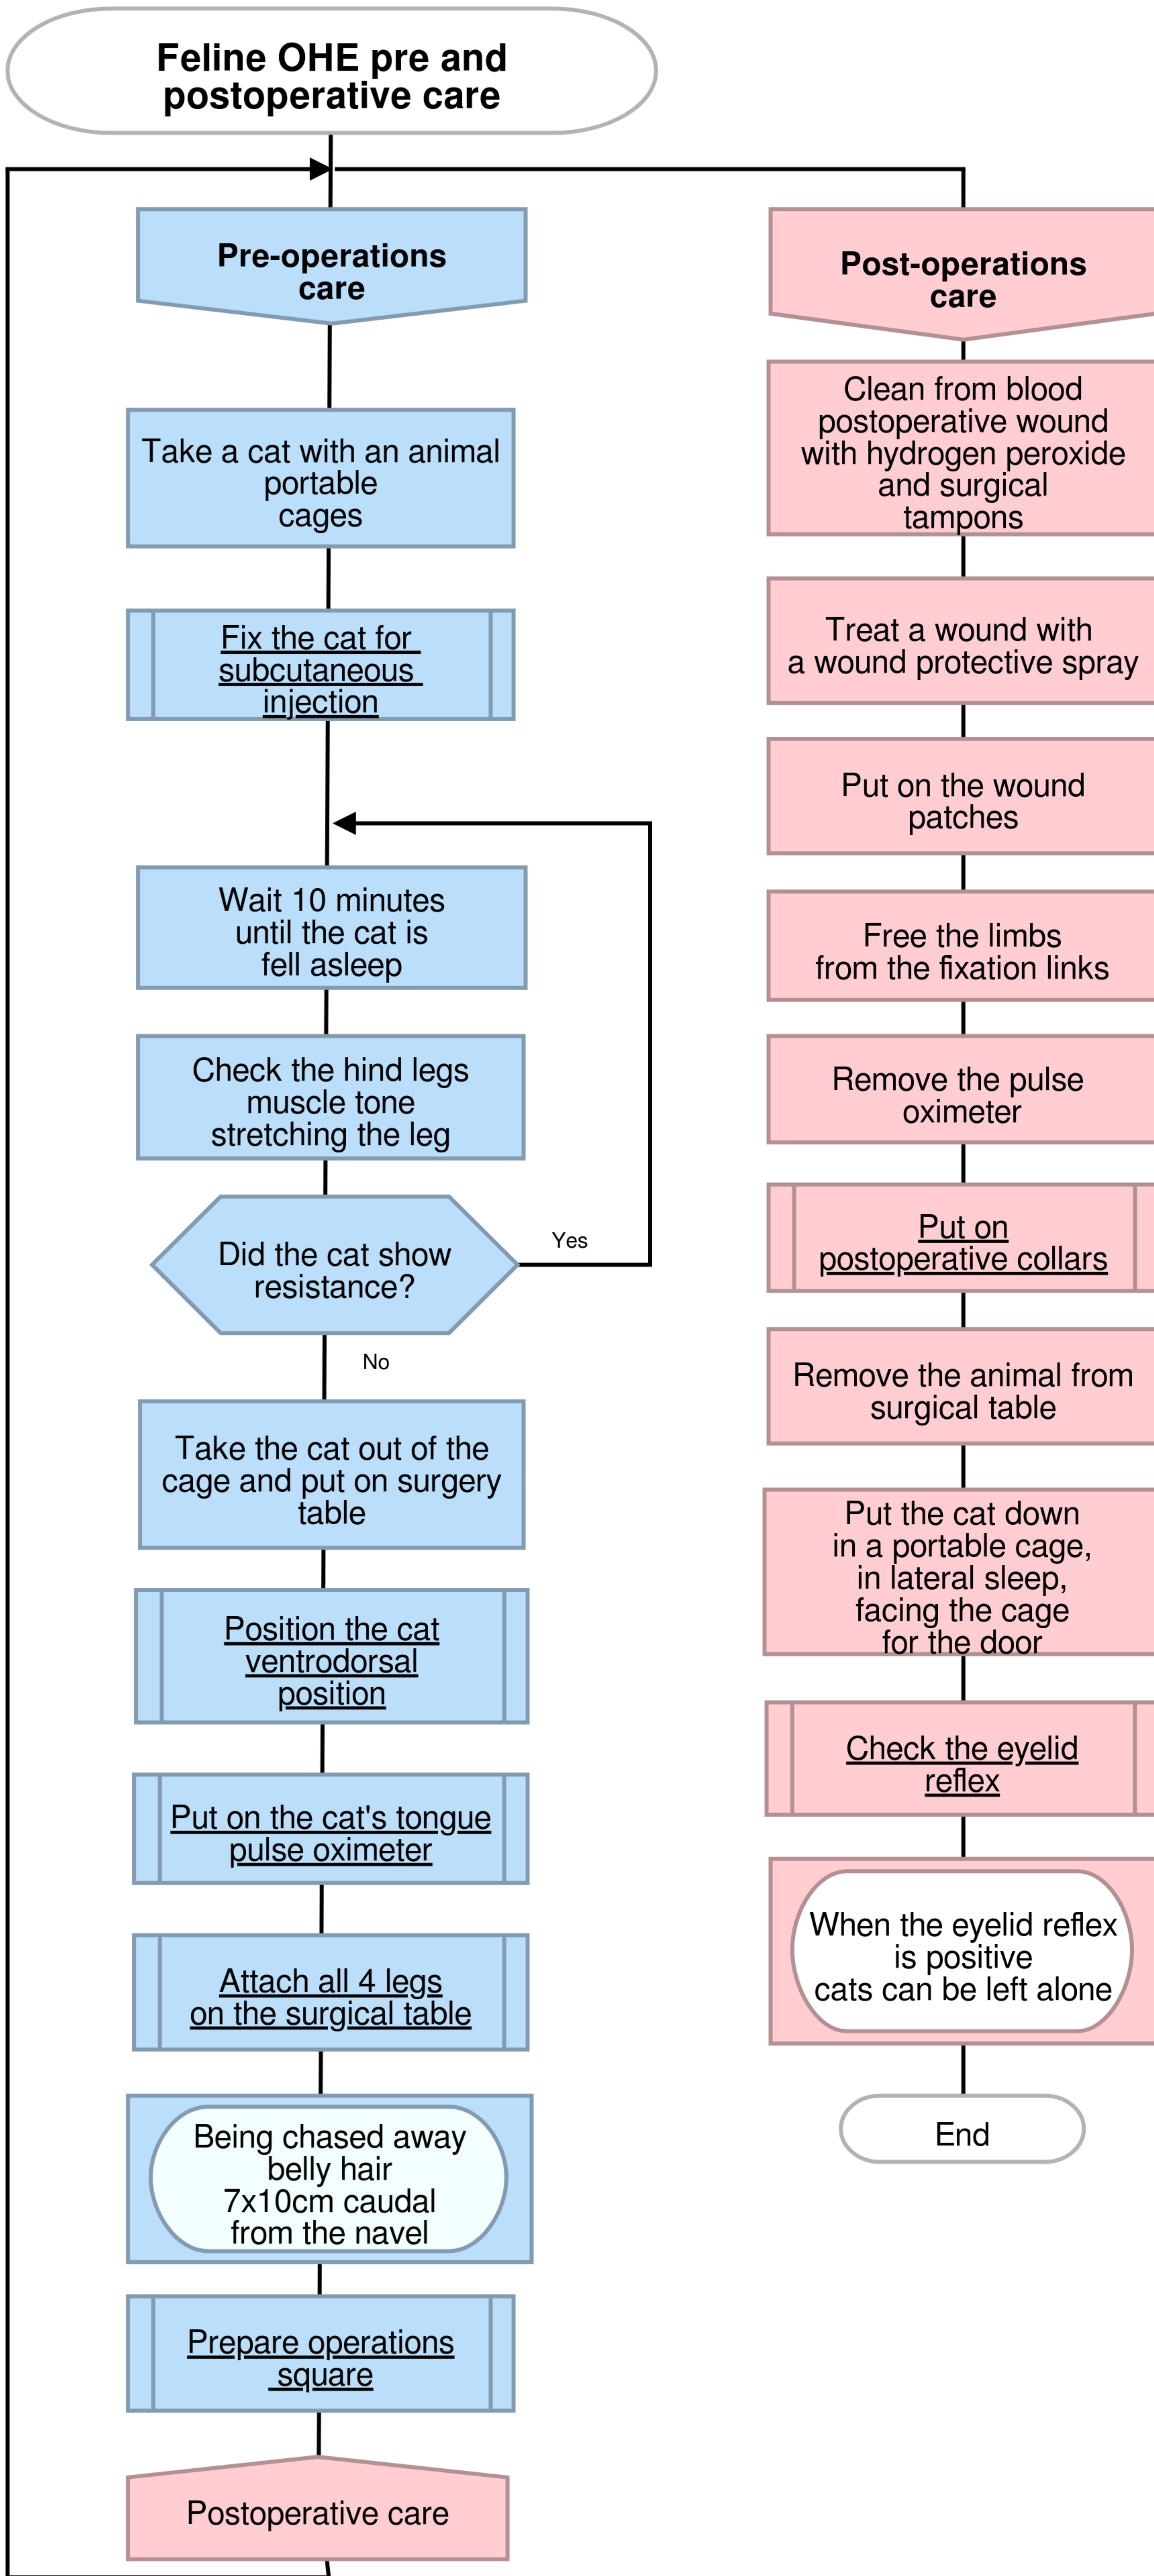 Feline OHE pre and
postoperative care
Pre-operations
care
Take a cat with an animal
portable
cages
Fix the cat for
subcutaneous
injection
Wait 10 minutes
until the cat is
fell asleep
Check the hind legs
muscle tone
stretching the leg
Did the cat show
resistance?
Yes
No
Take the cat out of the
cage and put on surgery
table
Position the cat
ventrodorsal
position
Put on the cat's tongue
pulse oximeter
Attach all 4 legs
on the surgical table
Being chased away
belly hair
7x10cm caudal
from the navel
Prepare operations
square
Postoperative care
Post-operations
care
Clean from blood
postoperative wound
with hydrogen peroxide
and surgical
tampons
Treat a wound with
a wound protective spray
Put on the wound
patches
Free the limbs
from the fixation links
Remove the pulse
oximeter
Put on
postoperative collars
Remove the animal from
surgical table
Put the cat down
in a portable cage,
in lateral sleep,
facing the cage
for the door
Check the eyelid
reflex
When the eyelid reflex
is positive
cats can be left alone
End